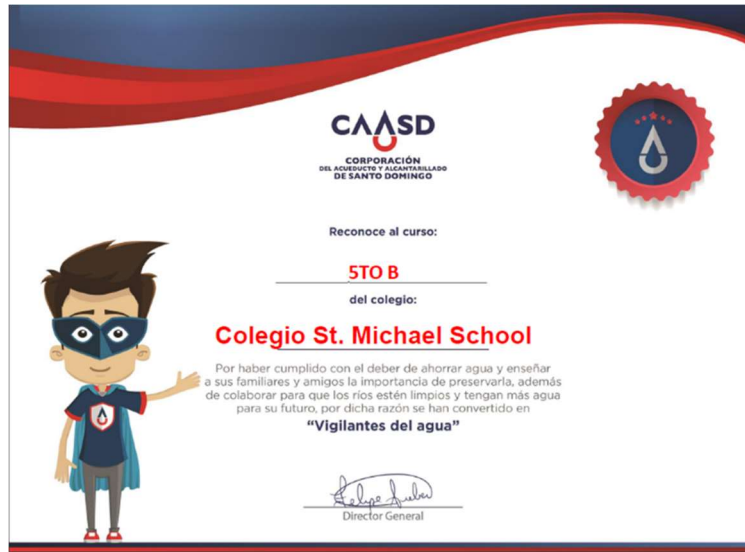 CAASD
CORPORACIÓN
DEL ACUEDUCTO Y ALCANTARILLADO
DE SANTO DOMINGO
Reconoce al curso:
5TO B
del colegio:
Colegio St. Michael School
Por haber cumplido con el deber de ahorrar agua y enseñar
a sus familiares y amigos la importancia de preservarla, además
de colaborar para que los ríos estén limpios y tengan más agua
para su futuro, por dicha razón se han convertido en
“Vigilantes del agua”
Director General